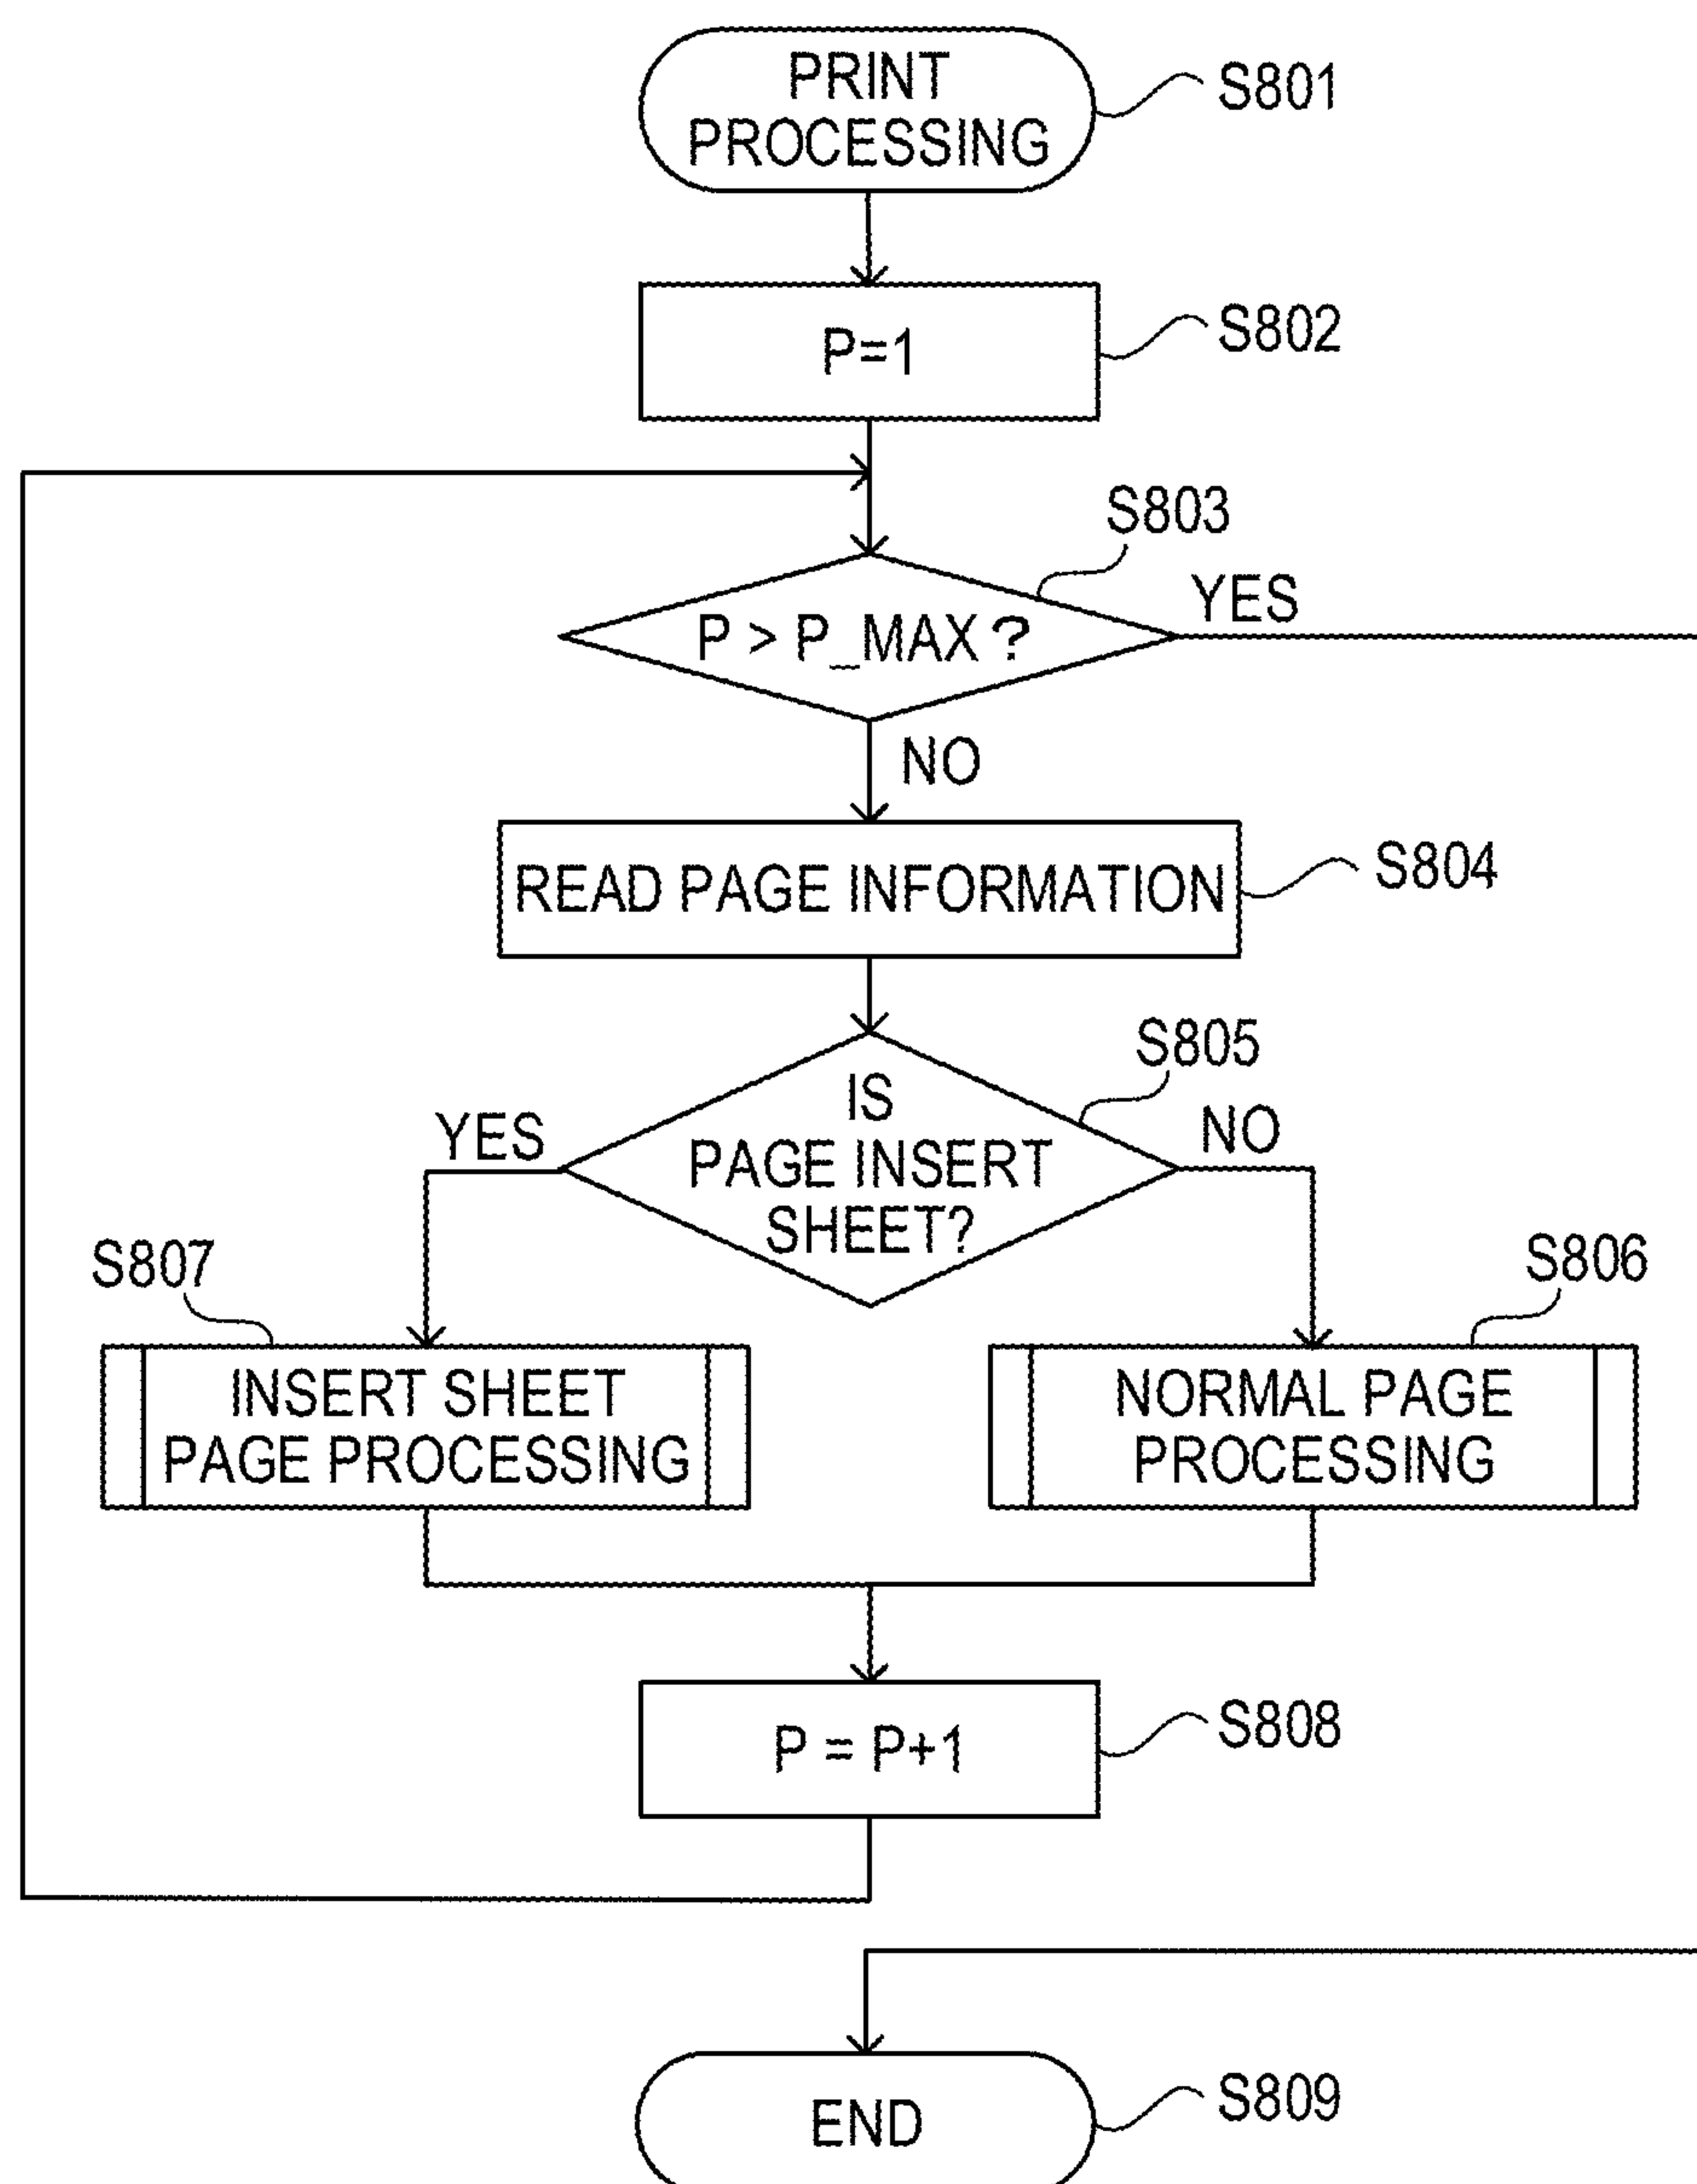 PRINT
PROCESSING
S801
P=1
S802
S803
P > P_MAX ?
YES
NO
READ PAGE INFORMATION
S804
S805
IS
PAGE INSERT
SHEET?
YES
NO
S807
INSERT SHEET
PAGE PROCESSING
S806
NORMAL PAGE
PROCESSING
P = P+1
S808
END
S809